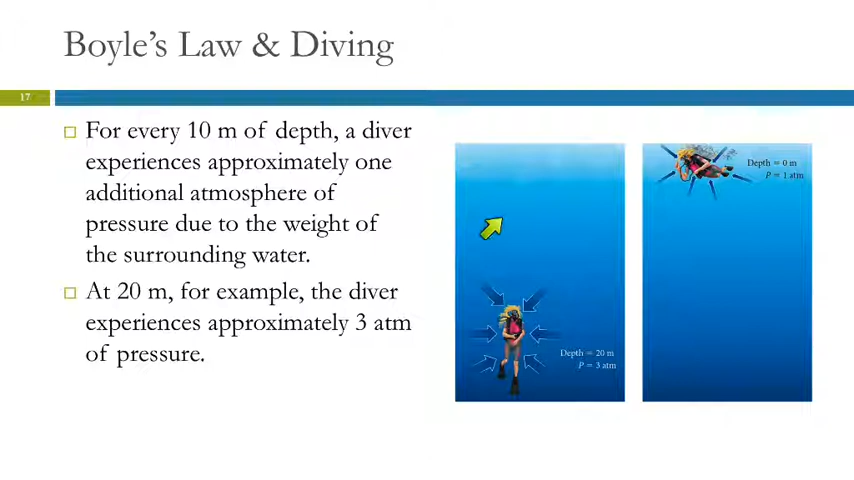 Boyle's Law & Diving
17
For every 10 m of depth, a diver
experiences approximately one
additional atmosphere of
pressure due to the weight of
the surrounding water.
At 20 m, for example, the diver
experiences approximately 3 atm
of pressure.
Depth = 20 m
P = 3 atm
Depth = 0 m
P = 1 atm